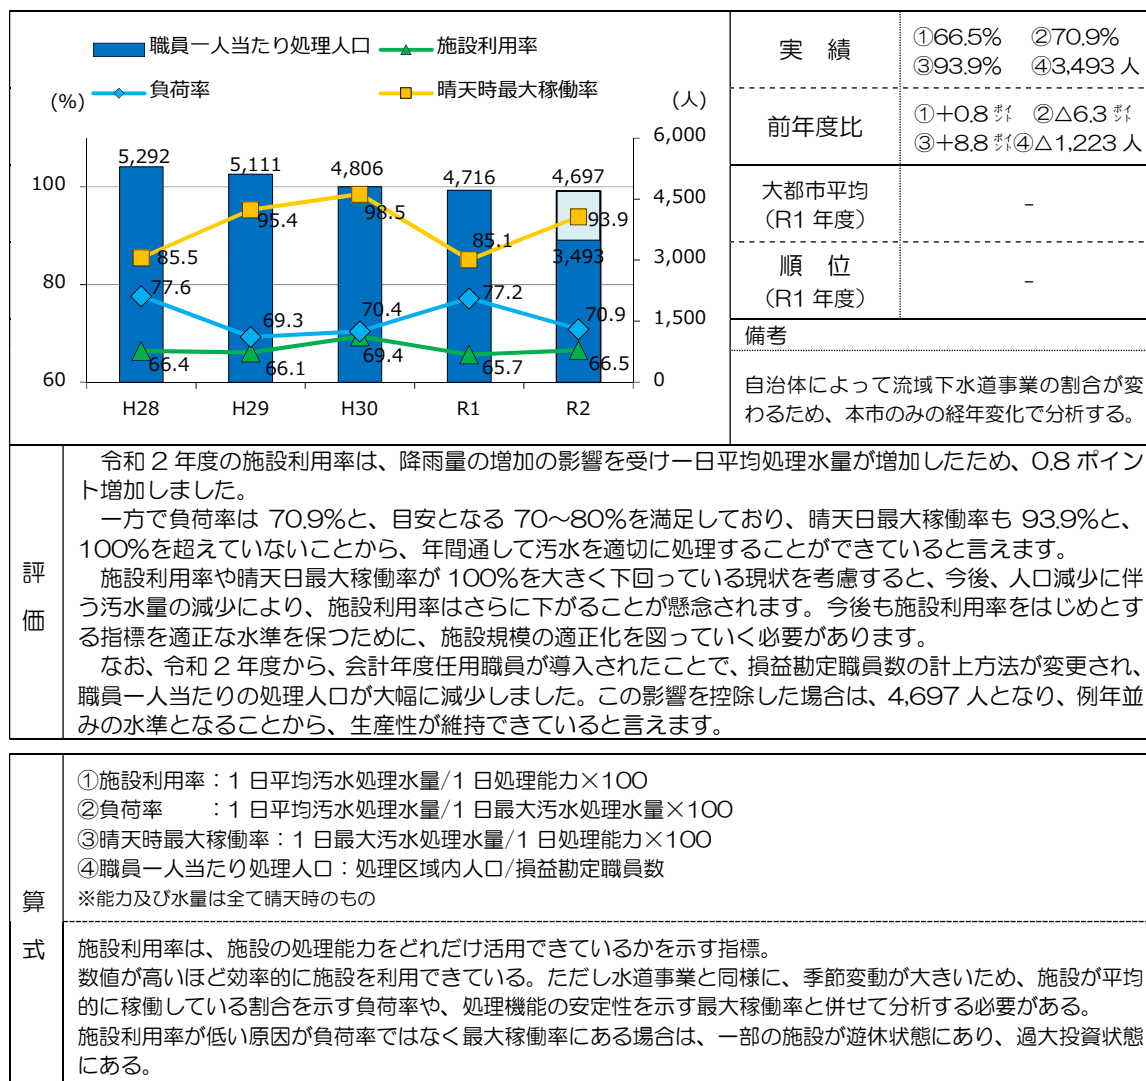 職員一人当たり処理人口
施設利用率
負荷率
晴天時最大稼働率
(%)
(人)
100
80
60
6,000
4,500
3,000
1,500
0
5,292
5,111
4,806
4,716
4,697
3,493
85.5
95.4
98.5
85.1
93.9
77.6
69.3
70.4
77.2
70.9
66.4
66.1
69.4
65.7
66.5
H28
H29
H30
R1
R2
実 績
①66.5% ②70.9%
③93.9% ④3,493 人
前年度比
①+0.8 ポイント ②△6.3 ポイント
③+8.8 ポイント④△1,223 人
大都市平均
(R1 年度)
-
順 位
(R1 年度)
-
備考
自治体によって流域下水道事業の割合が変
わるため、本市のみの経年変化で分析する。
評価
令和 2 年度の施設利用率は、降雨量の増加の影響を受け一日平均処理水量が増加したため、0.8 ポイン
ト増加しました。
一方で負荷率は 70.9%と、目安となる 70~80%を満足しており、晴天日最大稼働率も 93.9%と、
100%を超えていないことから、年間通して汚水を適切に処理することができていると言えます。
施設利用率や晴天日最大稼働率が 100%を大きく下回っている現状を考慮すると、今後、人口減少に伴
う汚水量の減少により、施設利用率はさらに下がることが懸念されます。今後も施設利用率をはじめとす
る指標を適正な水準を保つために、施設規模の適正化を図っていく必要があります。
なお、令和 2 年度から、会計年度任用職員が導入されたことで、損益勘定職員数の計上方法が変更され、
職員一人当たりの処理人口が大幅に減少しました。この影響を控除した場合は、4,697 人となり、例年並
みの水準となることから、生産性が維持できていると言えます。
算式
①施設利用率:1 日平均汚水処理水量/1 日処理能力×100
②負荷率 :1 日平均汚水処理水量/1 日最大汚水処理水量×100
③晴天時最大稼働率:1 日最大汚水処理水量/1 日処理能力×100
④職員一人当たり処理人口:処理区域内人口/損益勘定職員数
※能力及び水量は全て晴天時のもの
施設利用率は、施設の処理能力をどれだけ活用できているかを示す指標。
数値が高いほど効率的に施設を利用できている。ただし水道事業と同様に、季節変動が大きいため、施設が平均
的に稼働している割合を示す負荷率や、処理機能の安定性を示す最大稼働率と併せて分析する必要がある。
施設利用率が低い原因が負荷率ではなく最大稼働率にある場合は、一部の施設が遊休状態にあり、過大投資状態
にある。